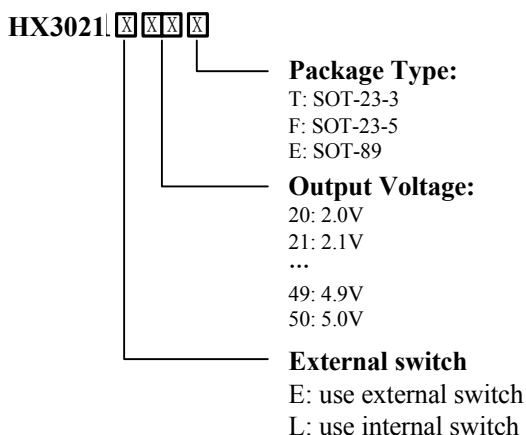 HX3021 X X X X
Package Type:
T: SOT-23-3
F: SOT-23-5
E: SOT-89
Output Voltage:
20: 2.0V
21: 2.1V
...
49: 4.9V
50: 5.0V
External switch
E: use external switch
L: use internal switch